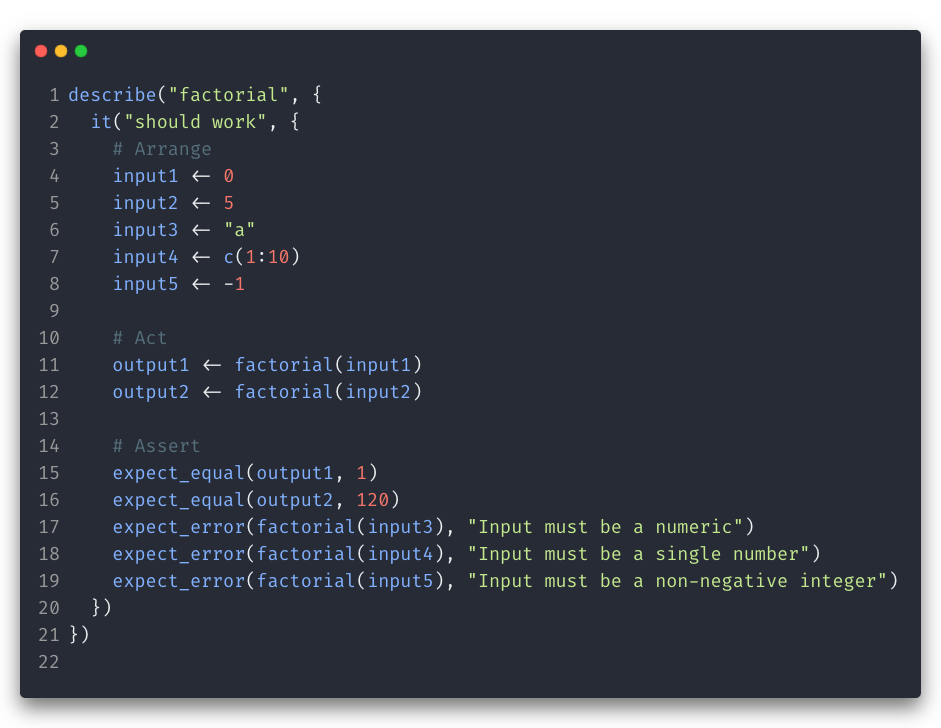 1 describe("factorial", {
2   it("should work", {
3     # Arrange
4     input1 <- 0
5     input2 <- 5
6     input3 <- "a"
7     input4 <- c(1:10)
8     input5 <- -1
9
10     # Act
11     output1 <- factorial(input1)
12     output2 <- factorial(input2)
13
14     # Assert
15     expect_equal(output1, 1)
16     expect_equal(output2, 120)
17     expect_error(factorial(input3), "Input must be a numeric")
18     expect_error(factorial(input4), "Input must be a single number")
19     expect_error(factorial(input5), "Input must be a non-negative integer")
20   })
21 })
22